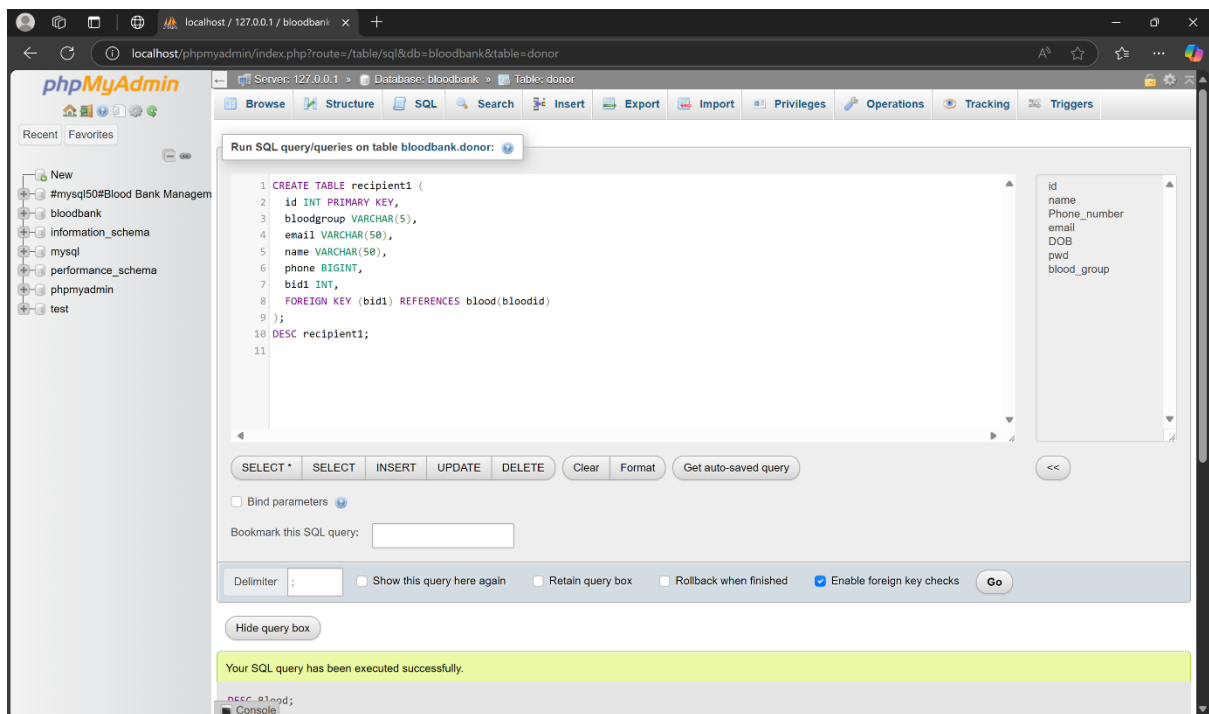 localhost / 127.0.0.1 / bloodbank
localhost/phpmyadmin/index.php?route=/table/sql&db=bloodbank&table=donor
phpMyAdmin
Recent Favorites
New
#mysql50#Blood Bank Managem
bloodbank
information_schema
mysql
performance_schema
phpmyadmin
test
Server: 127.0.0.1 » Database: bloodbank » Table: donor
Browse Structure SQL Search Insert Export Import Privileges Operations Tracking Triggers
Run SQL query/queries on table bloodbank.donor:
1 CREATE TABLE recipient1 (
2 id INT PRIMARY KEY,
3 bloodgroup VARCHAR(5),
4 email VARCHAR(50),
5 name VARCHAR(50),
6 phone BIGINT,
7 bid1 INT,
8 FOREIGN KEY (bid1) REFERENCES blood(bloodid)
9 );
10 DESC recipient1;
11
id
name
Phone_number
email
DOB
pwd
blood_group
SELECT * SELECT INSERT UPDATE DELETE Clear Format Get auto-saved query <<
Bind parameters
Bookmark this SQL query:
Delimiter ; Show this query here again Retain query box Rollback when finished Enable foreign key checks Go
Hide query box
Your SQL query has been executed successfully.
DESC Blood;
Console